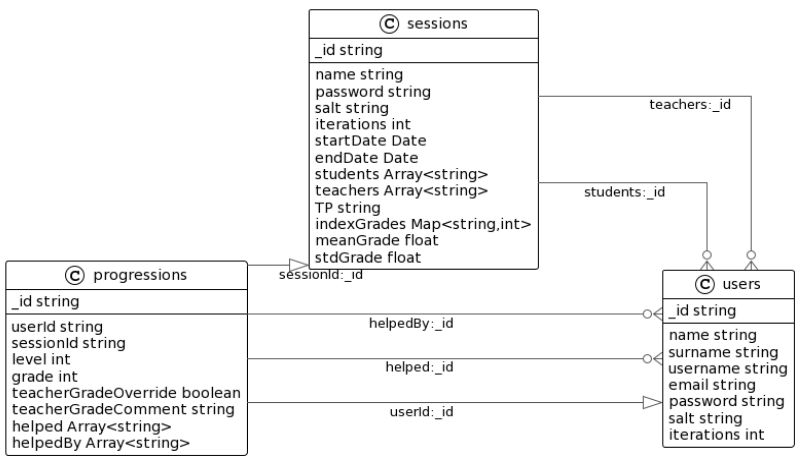 C sessions
_id string
name string
password string
salt string
iterations int
startDate Date
endDate Date
students Array<string>
teachers Array<string>
TP string
indexGrades Map<string,int>
meanGrade float
stdGrade float
teachers:_id
students:_id
sessionId:_id
C progressions
_id string
userId string
sessionId string
level int
grade int
teacherGradeOverride boolean
teacherGradeComment string
helped Array<string>
helpedBy Array<string>
helpedBy:_id
helped:_id
userId:_id
C users
_id string
name string
surname string
username string
email string
password string
salt string
iterations int